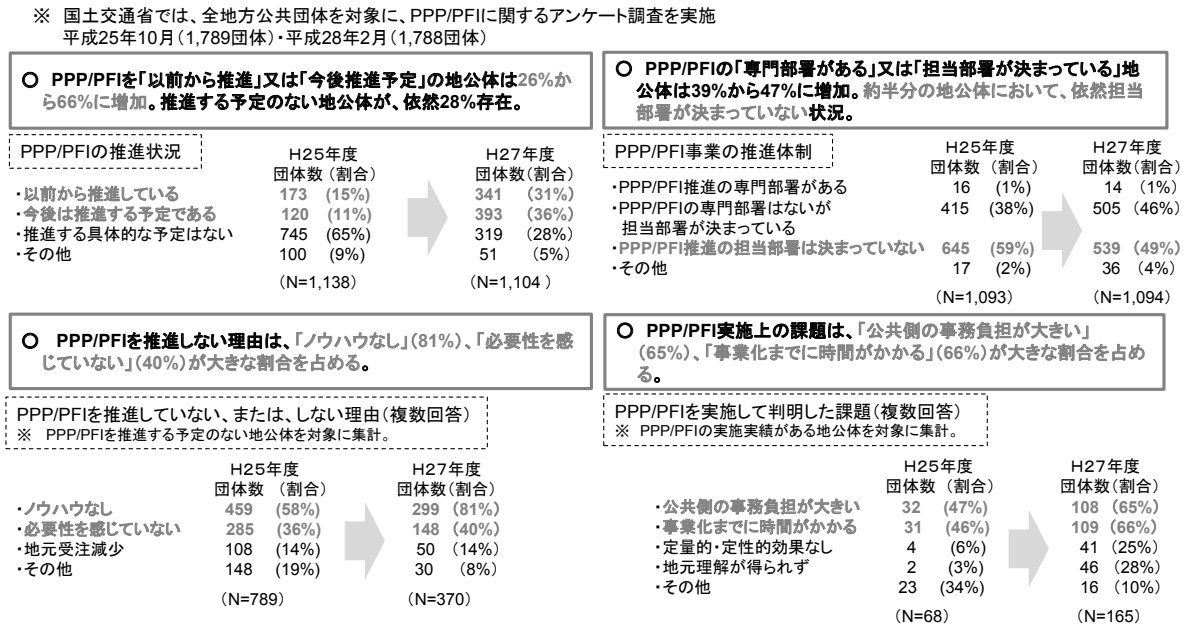 ※ 国土交通省では、全地方公共団体を対象に、PPP/PFIに関するアンケート調査を実施
平成25年10月(1,789団体)・平成28年2月(1,788団体)
○ PPP/PFIを「以前から推進」又は「今後推進予定」の地公体は26%か
ら66%に増加。推進する予定のない地公体が、依然28%存在。
PPP/PFIの推進状況
H25年度 H27年度
団体数(割合) 団体数(割合)
・以前から推進している 173 (15%) 341 (31%)
・今後は推進する予定である 120 (11%) 393 (36%)
・推進する具体的な予定はない 745 (65%) 319 (28%)
・その他 100 (9%) 51 (5%)
(N=1,138) (N=1,104 )
○ PPP/PFIの「専門部署がある」又は「担当部署が決まっている」地
公体は39%から47%に増加。約半分の地公体において、依然担当
部署が決まっていない状況。
PPP/PFI事業の推進体制
H25年度 H27年度
団体数(割合) 団体数(割合)
・PPP/PFI推進の専門部署がある 16 (1%) 14 (1%)
・PPP/PFIの専門部署はないが 415 (38%) 505 (46%)
担当部署が決まっている
・PPP/PFI推進の担当部署は決まっていない 645 (59%) 539 (49%)
・その他 17 (2%) 36 (4%)
(N=1,093) (N=1,094)
○ PPP/PFIを推進しない理由は、「ノウハウなし」(81%)、「必要性を感
じていない」(40%)が大きな割合を占める。
PPP/PFIを推進していない、または、しない理由(複数回答)
※ PPP/PFIを推進する予定のない地公体を対象に集計。
H25年度 H27年度
団体数 (割合) 団体数(割合)
・ノウハウなし 459 (58%) 299 (81%)
・必要性を感じていない 285 (36%) 148 (40%)
・地元受注減少 108 (14%) 50 (14%)
・その他 148 (19%) 30 (8%)
(N=789) (N=370)
○ PPP/PFI実施上の課題は、「公共側の事務負担が大きい」
(65%)、「事業化までに時間がかかる」(66%)が大きな割合を占め
る。
PPP/PFIを実施して判明した課題(複数回答)
※ PPP/PFIの実施実績がある地公体を対象に集計。
H25年度 H27年度
団体数 (割合) 団体数(割合)
・公共側の事務負担が大きい 32 (47%) 108 (65%)
・事業化までに時間がかかる 31 (46%) 109 (66%)
・定量的・定性的効果なし 4 (6%) 41 (25%)
・地元理解が得られず 2 (3%) 46 (28%)
・その他 23 (34%) 16 (10%)
(N=68) (N=165)